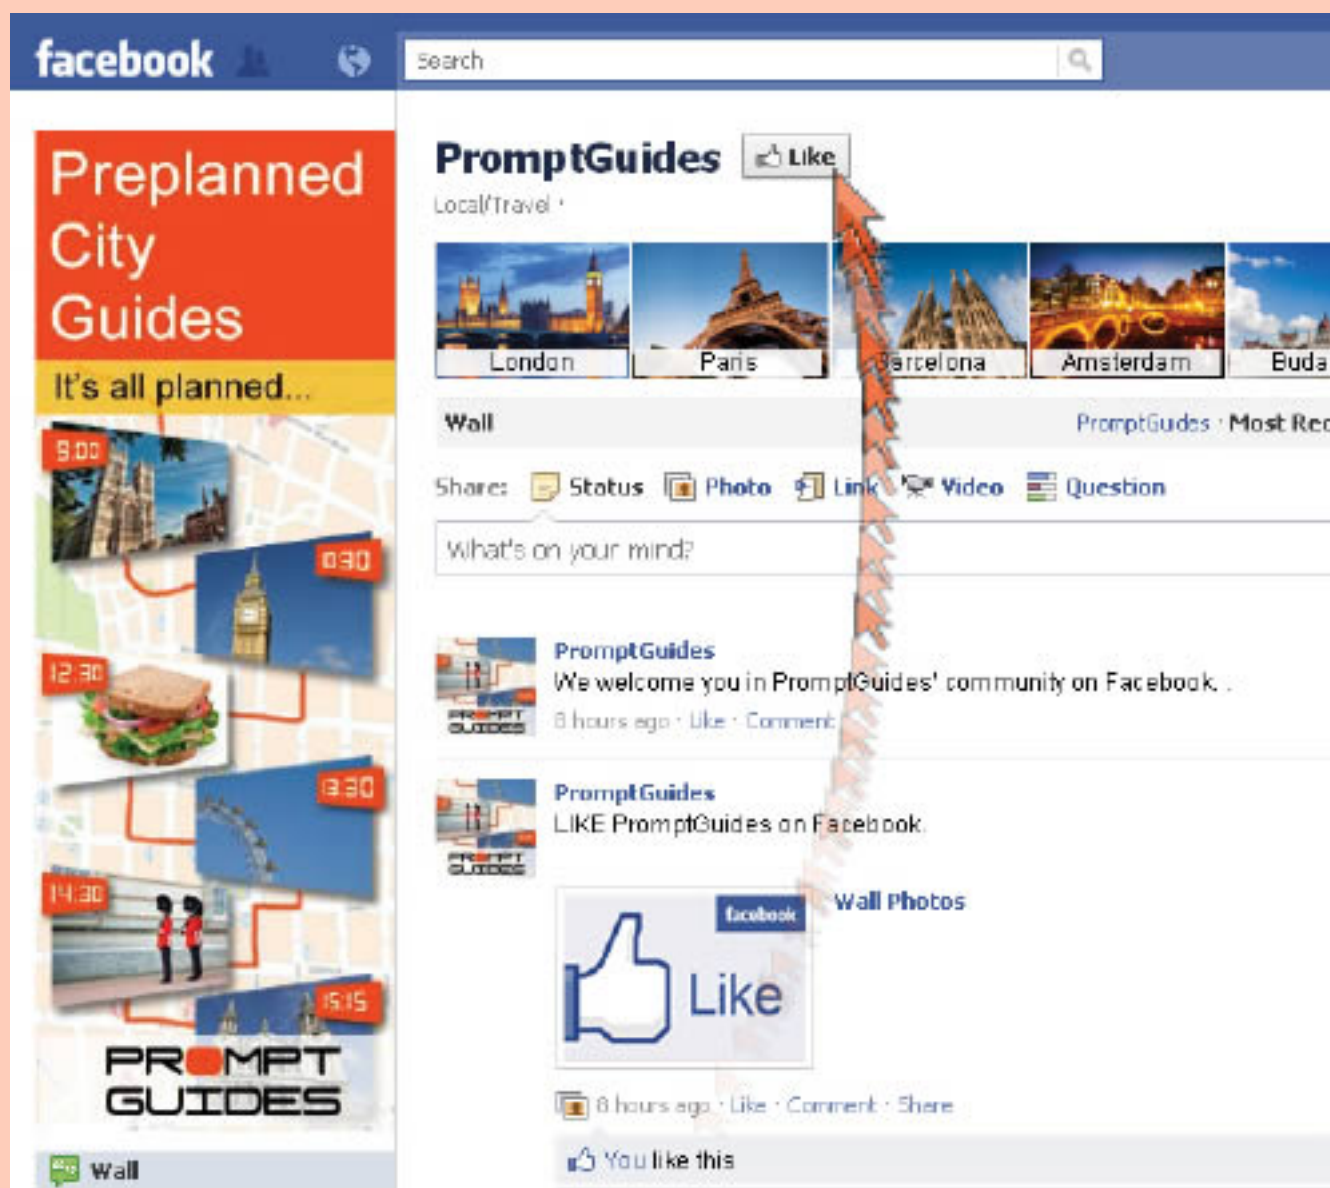 facebook
Search
Preplanned
City
Guides
It's all planned...
9.00
10:30
12.30
13.30
14:30
15:15
PROMPT
GUIDES
Wall
PromptGuides Like
Local/Travel ·
London Paris Barcelona Amsterdam Buda
Wall PromptGuides · Most Rec
Share: Status Photo Link Video Question
What's on your mind?
PromptGuides
We welcome you in PromptGuides' community on Facebook. .
8 hours ago · Like · Comment
PROMPT
GUIDES
PromptGuides
LIKE PromptGuides on Facebook.
PROMPT
GUIDES
facebook
Like
Wall Photos
8 hours ago · Like · Comment · Share
You like this